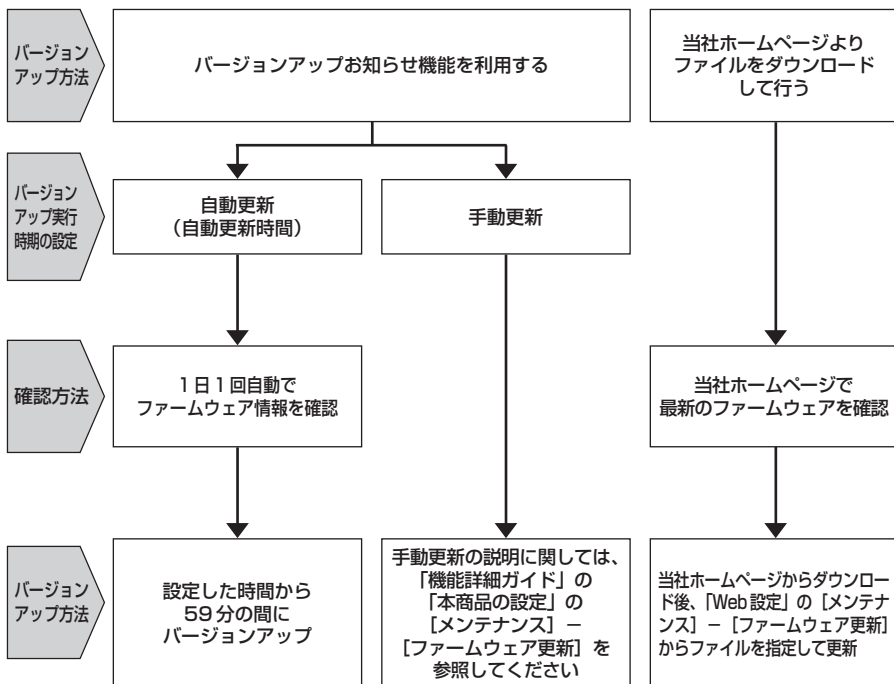 バージョン
アップ方法
バージョンアップお知らせ機能を利用する
当社ホームページより
ファイルをダウンロード
して行う
バージョン
アップ実行
時期の設定
自動更新
（自動更新時間）
手動更新
確認方法
1日1回自動で
ファームウェア情報を確認
当社ホームページで
最新のファームウェアを確認
バージョン
アップ方法
設定した時間から
59分の間に
バージョンアップ
手動更新の説明に関しては、
「機能詳細ガイド」の
「本商品の設定」の
［メンテナンス］－
［ファームウェア更新］を
参照してください
当社ホームページからダウンロー
ド後、「Web設定」の［メンテナ
ンス］－［ファームウェア更新］
からファイルを指定して更新